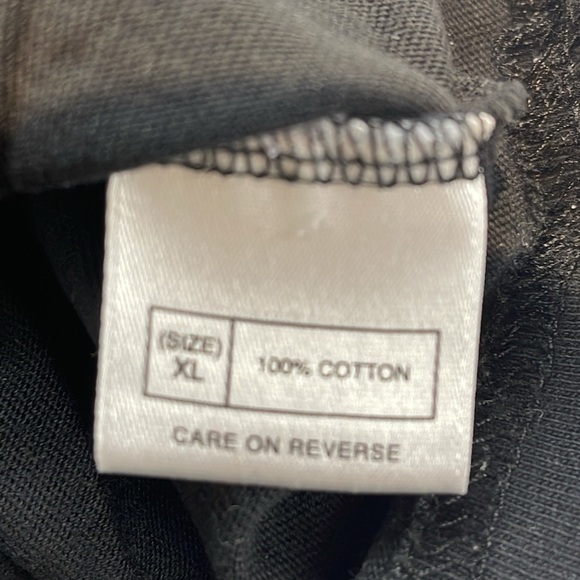 (SIZE)
XL
100% COTTON
CARE ON REVERSE